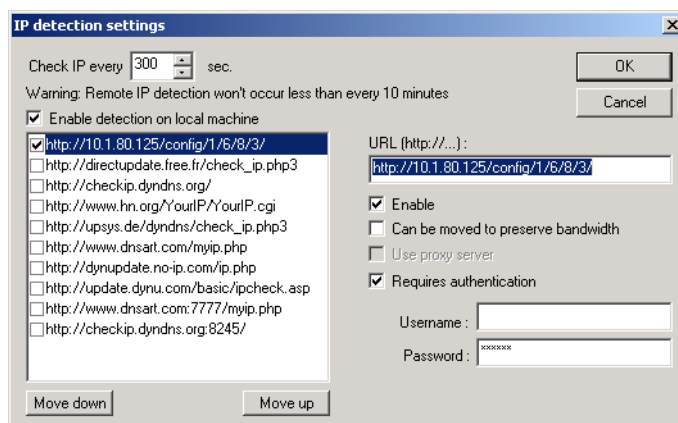 IP detection settings
Check IP every 300 sec.
OK
Warning: Remote IP detection won't occur less than every 10 minutes
Cancel
Enable detection on local machine
http://10.1.80.125/config/1/6/8/3/
http://directupdate.free.fr/check_ip.php3
http://checkip.dyndns.org/
http://www.hn.org/YourIP/YourIP.cgi
http://upsys.de/dyndns/check_ip.php3
http://www.dnsart.com/myip.php
http://dynupdate.no-ip.com/ip.php
http://update.dynu.com/basic/ipcheck.asp
http://www.dnsart.com:7777/myip.php
http://checkip.dyndns.org:8245/
Move down
Move up
URL (http://...) :
http://10.1.80.125/config/1/6/8/3/
Enable
Can be moved to preserve bandwidth
Use proxy server
Requires authentication
Username :
Password : xxxxxx